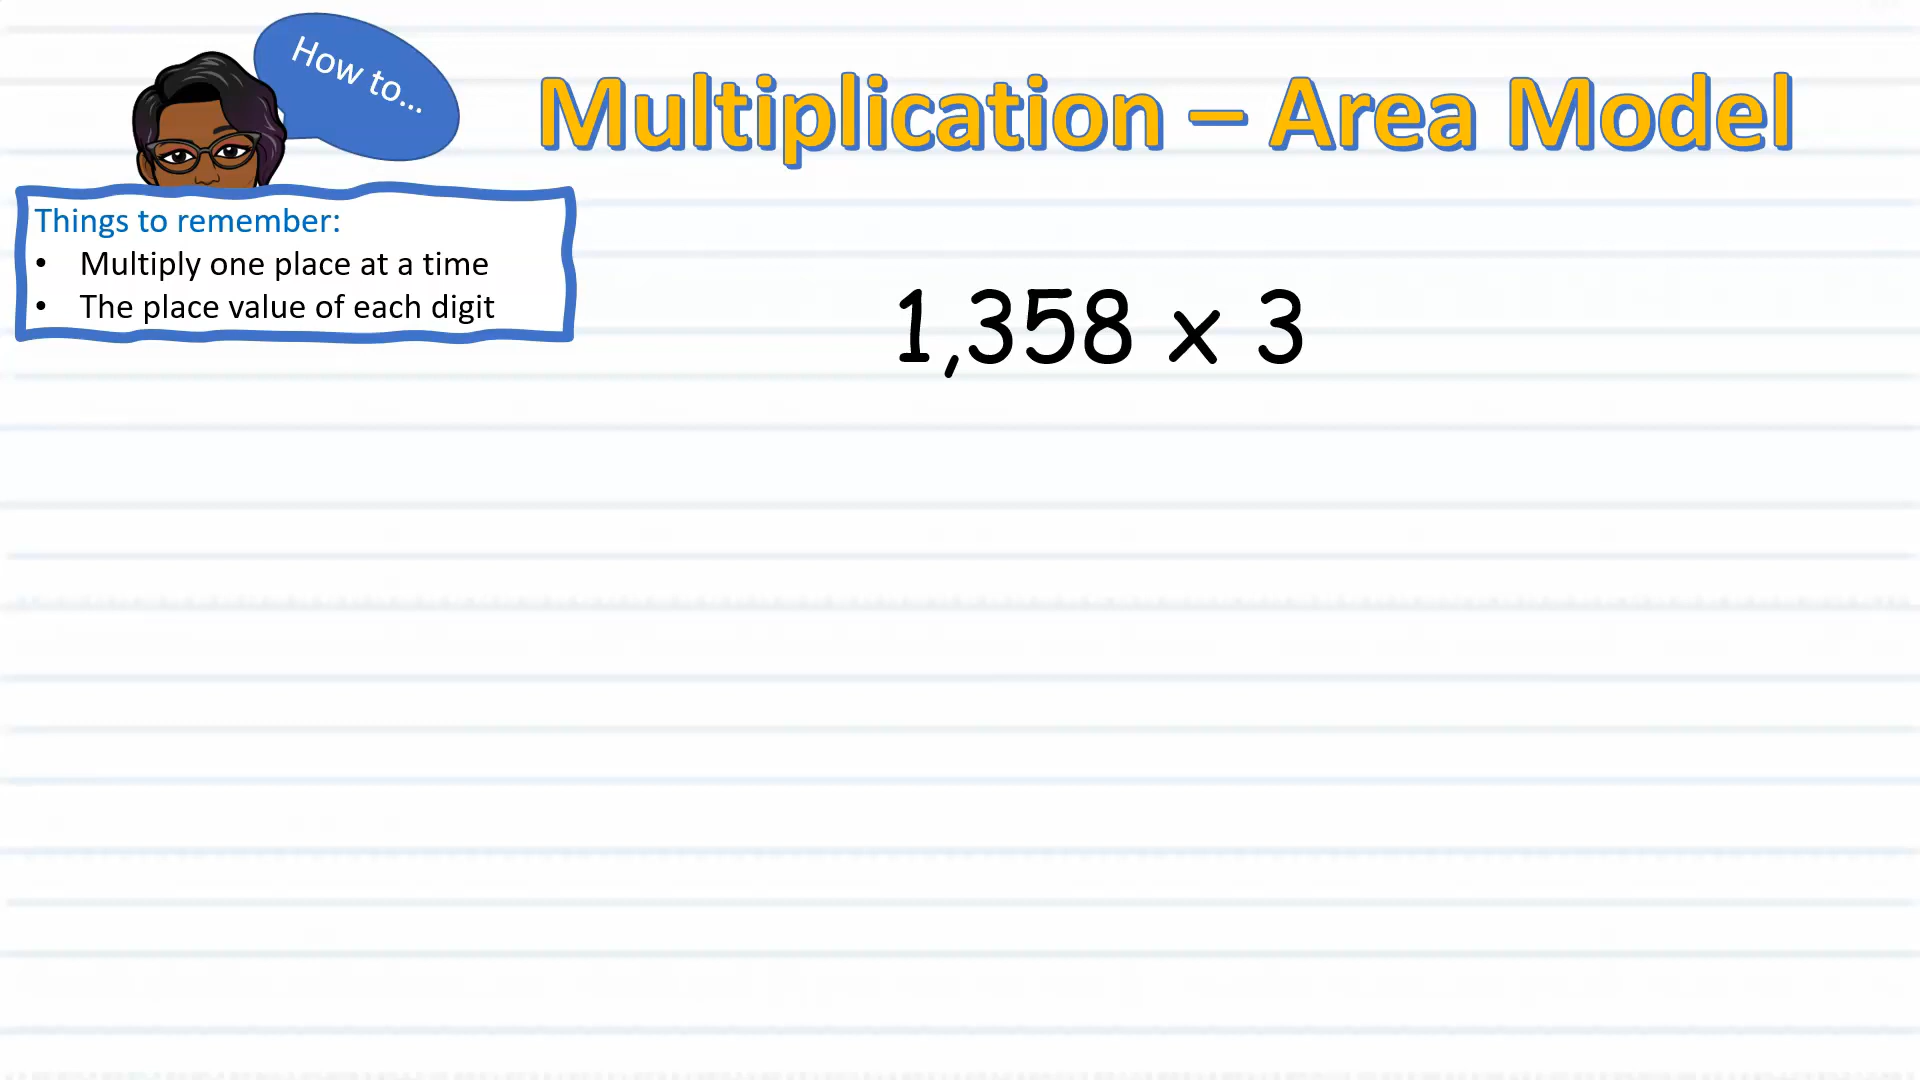 How to...
Multiplication – Area Model
Things to remember:
• Multiply one place at a time
• The place value of each digit
1,358 x 3